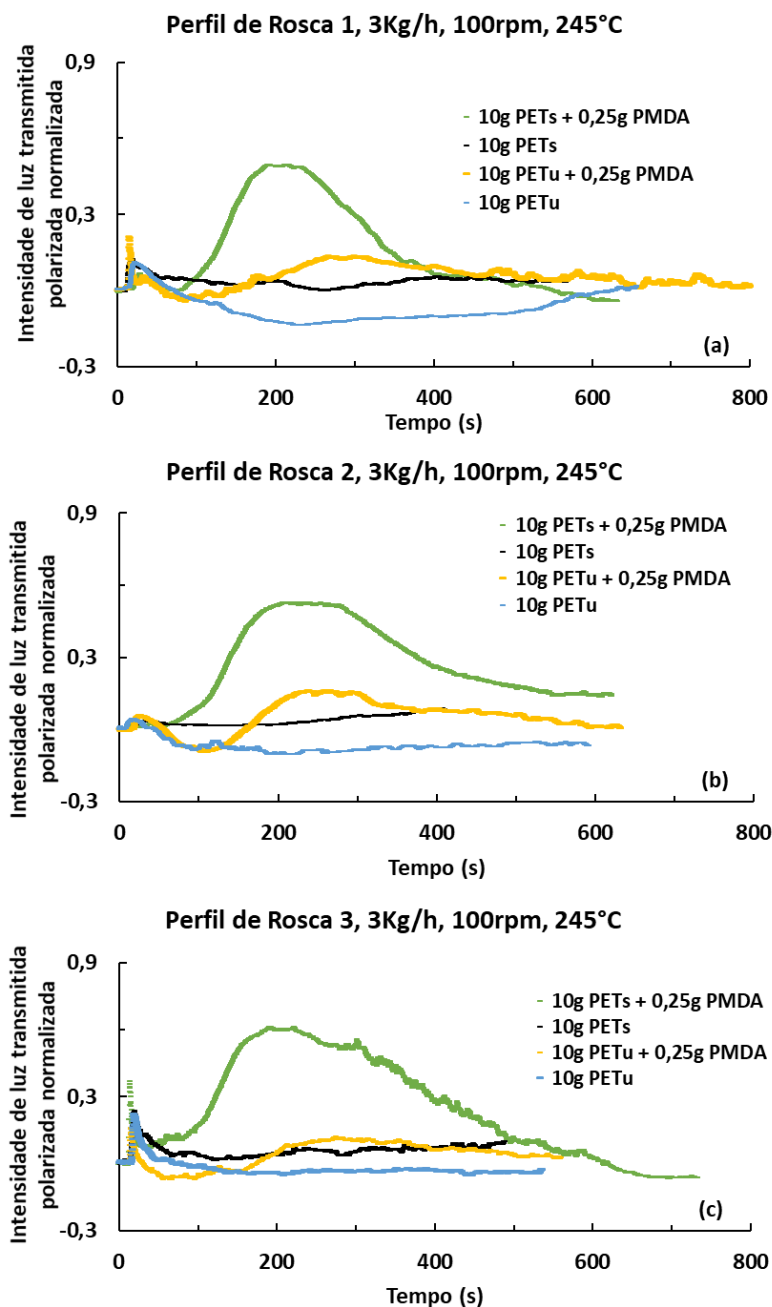 Perfil de Rosca 1, 3Kg/h, 100rpm, 245°C
Intensidade de luz transmitida
polarizada normalizada
0,9
0,3
-0,3
10g PETs + 0,25g PMDA
10g PETs
10g PETu + 0,25g PMDA
10g PETu
(a)
0
200
400
600
800
Tempo (s)
Perfil de Rosca 2, 3Kg/h, 100rpm, 245°C
Intensidade de luz transmitida
polarizada normalizada
0,9
0,3
-0,3
10g PETs + 0,25g PMDA
10g PETs
10g PETu + 0,25g PMDA
10g PETu
(b)
0
200
400
600
800
Tempo (s)
Perfil de Rosca 3, 3Kg/h, 100rpm, 245°C
Intensidade de luz transmitida
polarizada normalizada
0,9
0,3
-0,3
10g PETs + 0,25g PMDA
10g PETs
10g PETu + 0,25g PMDA
10g PETu
(c)
0
200
400
600
800
Tempo (s)